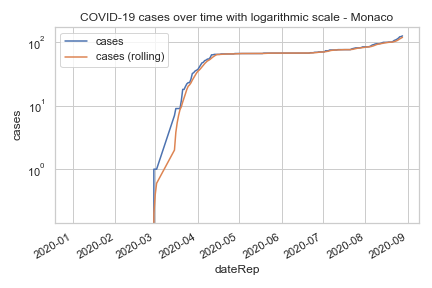 COVID-19 cases over time with logarithmic scale - Monaco
cases
cases (rolling)
10²
10¹
10⁰
cases
2020-01
2020-02
2020-03
2020-04
2020-05
2020-06
2020-07
2020-08
2020-09
dateRep